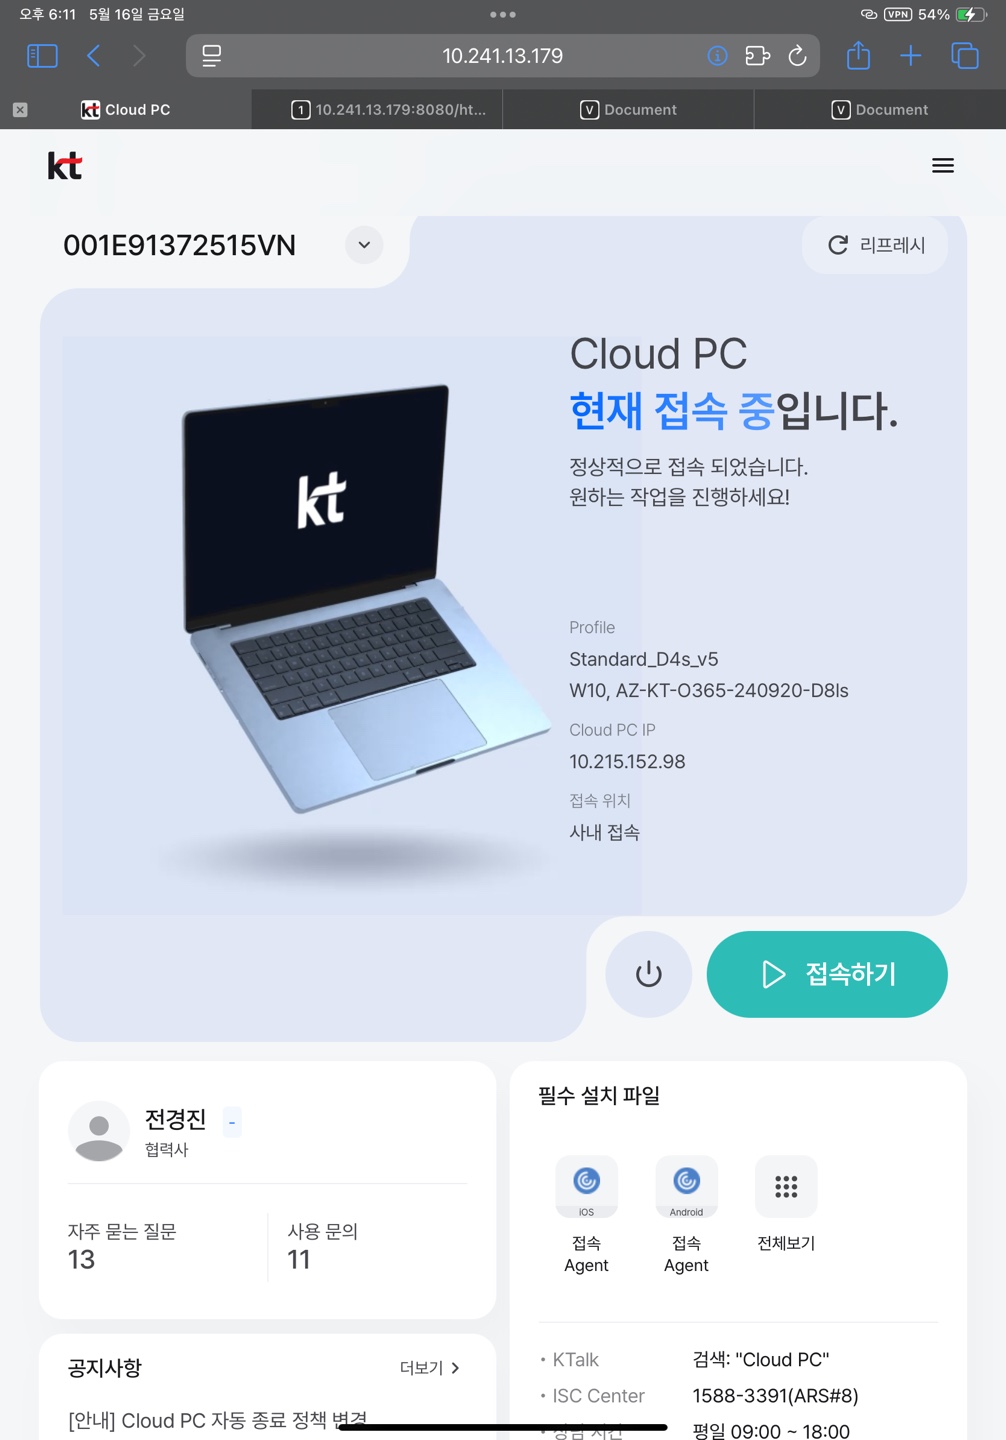 오후 6:11 5월 16일 금요일
VPN 54%
10.241.13.179
kt Cloud PC
1 10.241.13.179:8080/ht...
V Document
V Document
kt
001E91372515VN
리프레시
kt
Cloud PC
현재 접속 중입니다.
정상적으로 접속 되었습니다.
원하는 작업을 진행하세요!
Profile
Standard_D4s_v5
W10, AZ-KT-O365-240920-D8ls
Cloud PC IP
10.215.152.98
접속 위치
사내 접속
접속하기
전경진 -
협력사
자주 묻는 질문
13
사용 문의
11
공지사항
더보기
[안내] Cloud PC 자동 종료 정책 변경
필수 설치 파일
iOS
접속
Agent
Android
접속
Agent
전체보기
• KTalk 검색: "Cloud PC"
• ISC Center 1588-3391(ARS#8)
• 상담 시간 평일 09:00 ~ 18:00